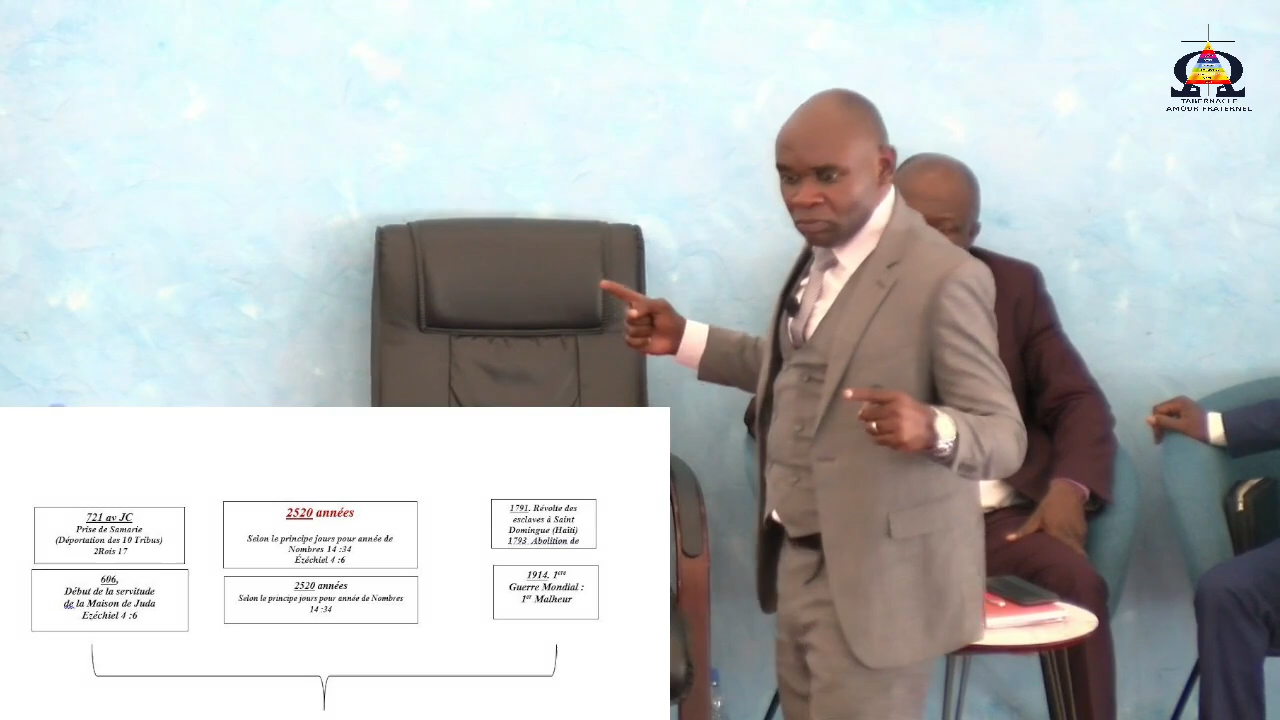 TABERNACLE
AMOUR FRATERNEL
721 av JC
Prise de Samarie
(Déportation des 10 Tribus)
2Rois 17
606,
Début de la servitude
de la Maison de Juda
Ezéchiel 4 :6
2520 années
Selon le principe jours pour année de
Nombres 14 :34
Ézéchiel 4 :6
2520 années
Selon le principe jours pour année de Nombres
14 :34
1791. Révolte des
esclaves à Saint
Domingue (Haïti)
1793 Abolition de
1914. 1ère
Guerre Mondial :
1er Malheur